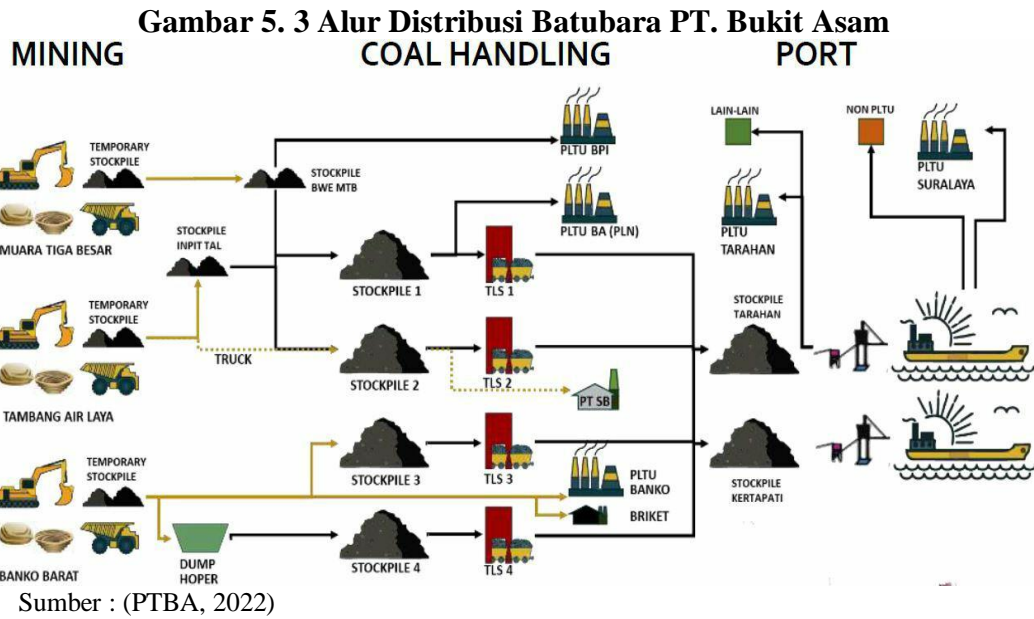 Gambar 5. 3 Alur Distribusi Batubara PT. Bukit Asam
MINING
COAL HANDLING
PORT
TEMPORARY
STOCKPILE
MUARA TIGA BESAR
STOCKPILE
BWE MTB
STOCKPILE
INPIT TAL
TEMPORARY
STOCKPILE
TRUCK
TAMBANG AIR LAYA
TEMPORARY
STOCKPILE
BANKO BARAT
DUMP
HOPER
PLTU BPI
PLTU BA (PLN)
STOCKPILE 1
TLS 1
STOCKPILE 2
TLS 2
PT SB
STOCKPILE 3
TLS 3
PLTU
BANKO
BRIKET
STOCKPILE 4
TLS 4
LAIN-LAIN
NON PLTU
PLTU
SURALAYA
PLTU
TARAHAN
STOCKPILE
TARAHAN
STOCKPILE
KERTAPATI
Sumber : (PTBA, 2022)